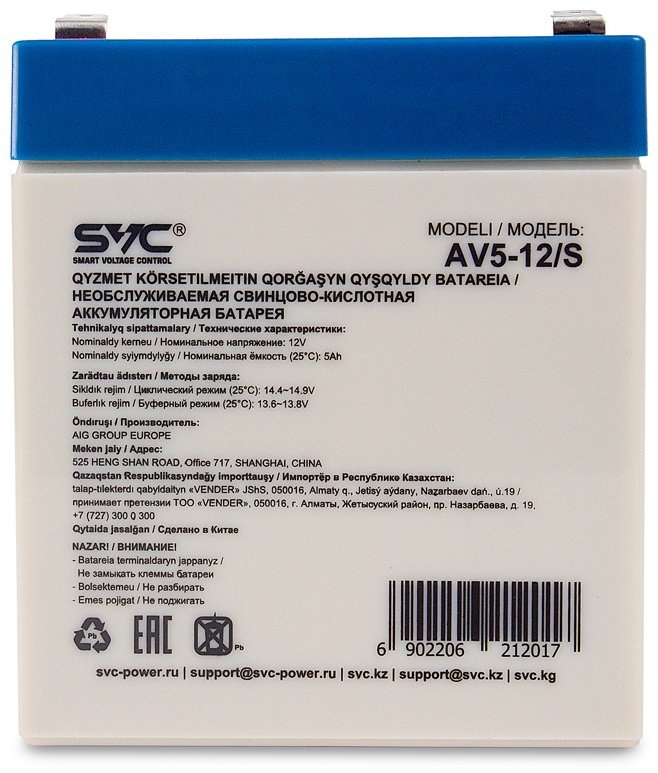 SVC®
SMART VOLTAGE CONTROL
MODELI / МОДЕЛЬ:
AV5-12/S
QYZMET KÖRSETILMEITIN QORĞAŞYN QYŞQYLDY BATAREIA /
НЕОБСЛУЖИВАЕМАЯ СВИНЦОВО-КИСЛОТНАЯ
АККУМУЛЯТОРНАЯ БАТАРЕЯ
Tehnikalyq sipattamalary / Технические характеристики:
Nominaldy kerneu / Номинальное напряжение: 12V
Nominaldy syiymdylyğy / Номинальная ёмкость (25°C): 5Ah
Zarädtau ädısterı / Методы заряда:
Sikldık rejim / Циклический режим (25°C): 14.4~14.9V
Buferlık rejim / Буферный режим (25°C): 13.6~13.8V
Öndıruşı / Производитель:
AIG GROUP EUROPE
Meken jaiy / Адрес:
525 HENG SHAN ROAD, Office 717, SHANGHAI, CHINA
Qazaqstan Respublikasyndağy importtauşy / Импортёр в Республике Казахстан:
talap-tılekterdı qabyldaityn «VENDER» JShS, 050016, Almaty q., Jetisý aýdany, Nazarbaev dań., ú.19 /
принимает претензии ТОО «VENDER», 050016, г. Алматы, Жетысуский район, пр. Назарбаева, д. 19,
+7 (727) 300 0 300
Qytaida jasalğan / Сделано в Китае
NAZAR! / ВНИМАНИЕ!
- Batareia terminaldaryn jappanyz /
Не замыкать клеммы батареи
- Bolsektemeu / Не разбирать
- Emes pojigat / Не поджигать
Pb
EAC
Pb
6 902206 212017
svc-power.ru | support@svc-power.ru | svc.kz | support@svc.kz | svc.kg